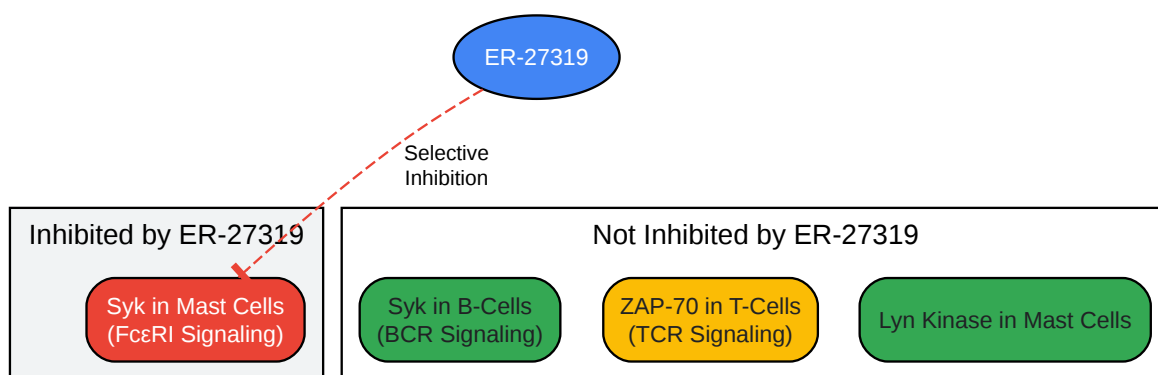 ER-27319
Selective
Inhibition
Inhibited by ER-27319
Not Inhibited by ER-27319
Syk in Mast Cells
(FcεRI Signaling)
Syk in B-Cells
(BCR Signaling)
ZAP-70 in T-Cells
(TCR Signaling)
Lyn Kinase in Mast Cells